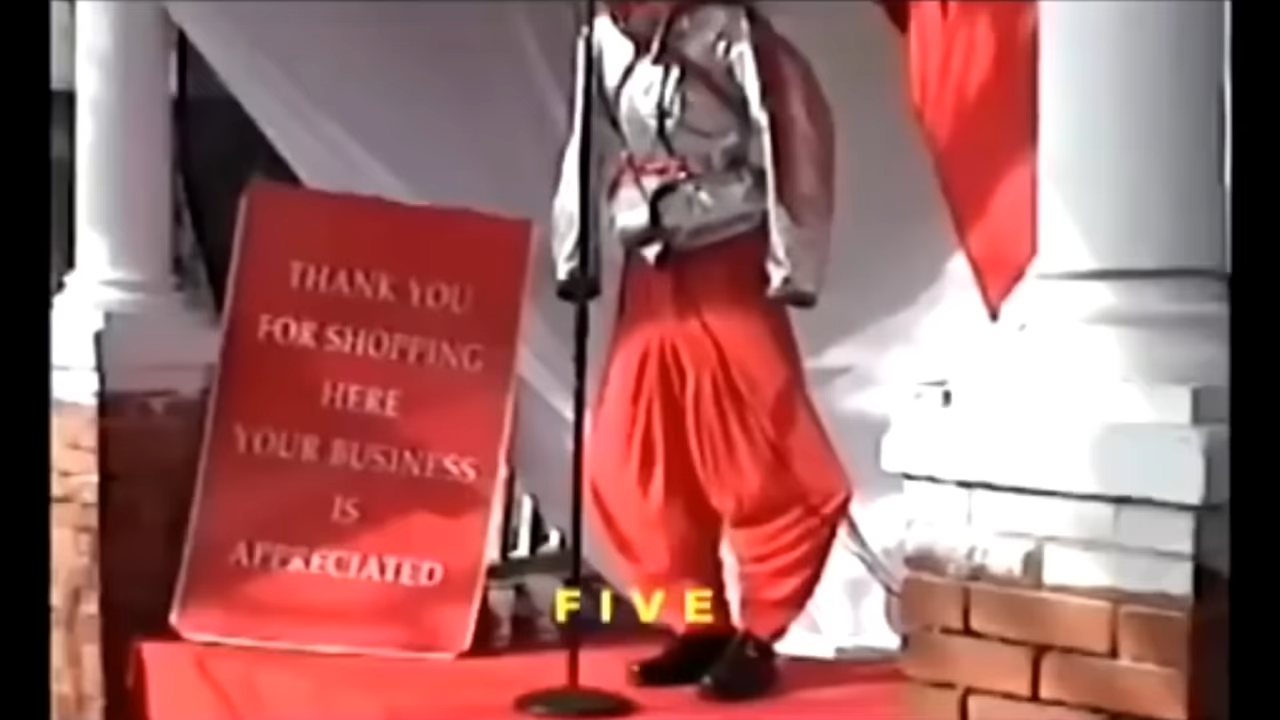 THANK YOU
FOR SHOPPING
HERE
YOUR BUSINESS
IS
APPRECIATED
FIVE